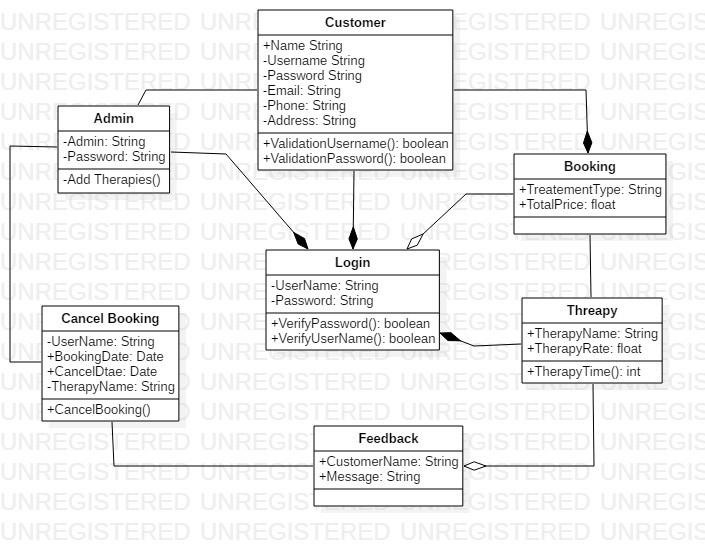 Customer
+Name String
-Username String
-Password String
-Email: String
-Phone: String
-Address: String
+ValidationUsername(): boolean
+ValidationPassword(): boolean
Admin
-Admin: String
-Password: String
-Add Therapies()
Booking
+TreatementType: String
+TotalPrice: float
Login
-UserName: String
-Password: String
+VerifyPassword(): boolean
+VerifyUserName(): boolean
Cancel Booking
-UserName: String
+BookingDate: Date
+CancelDtae: Date
-TherapyName: String
+CancelBooking()
Threapy
+TherapyName: String
+TherapyRate: float
+TherapyTime(): int
Feedback
+CustomerName: String
+Message: String
UNREGISTERED UNREGISTERED UNREGISTERED UNREGIS